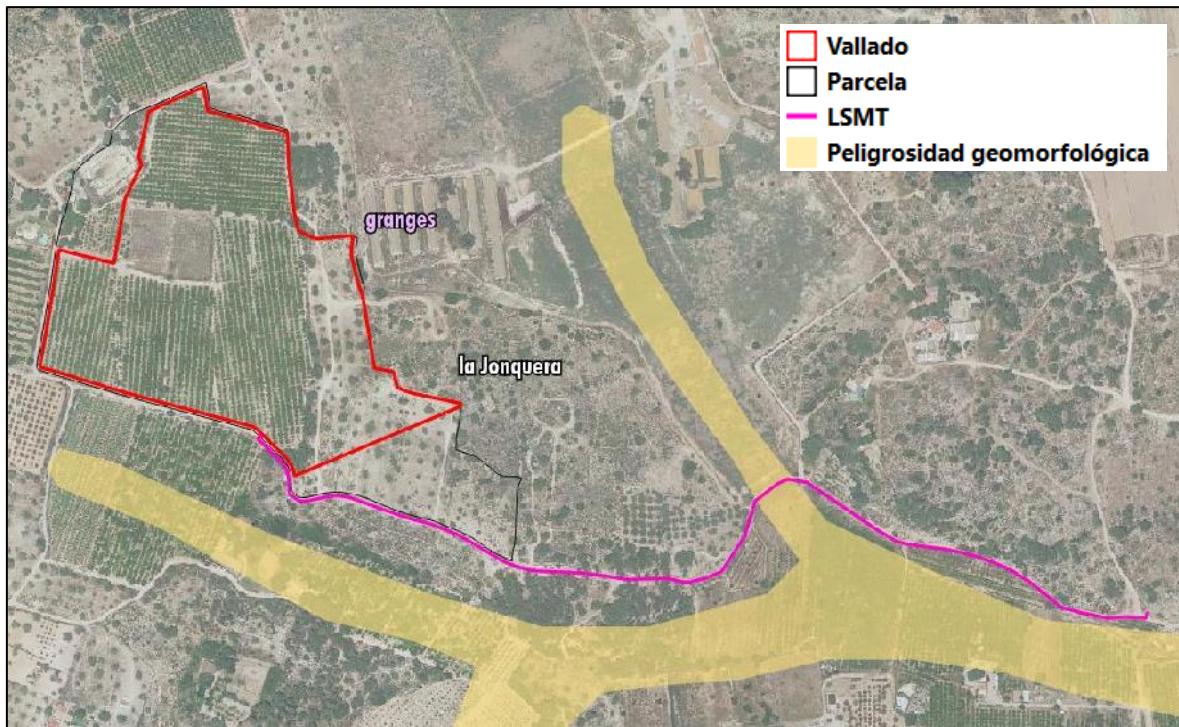 Vallado
Parcela
LSMT
Peligrosidad geomorfológica
granges
la Jonquera